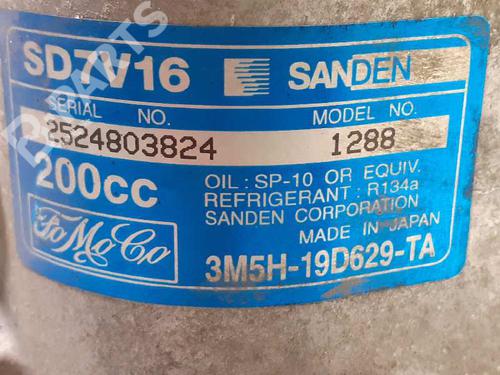 SD7V16 SANDEN
SERIAL NO. MODEL NO.
2524803824 1288
200cc
OIL : SP-10 OR EQUIV.
REFRIGERANT : R134a
SANDEN CORPORATION
MADE IN JAPAN
FoMoCo
3M5H-19D629-TA
B-PARTS